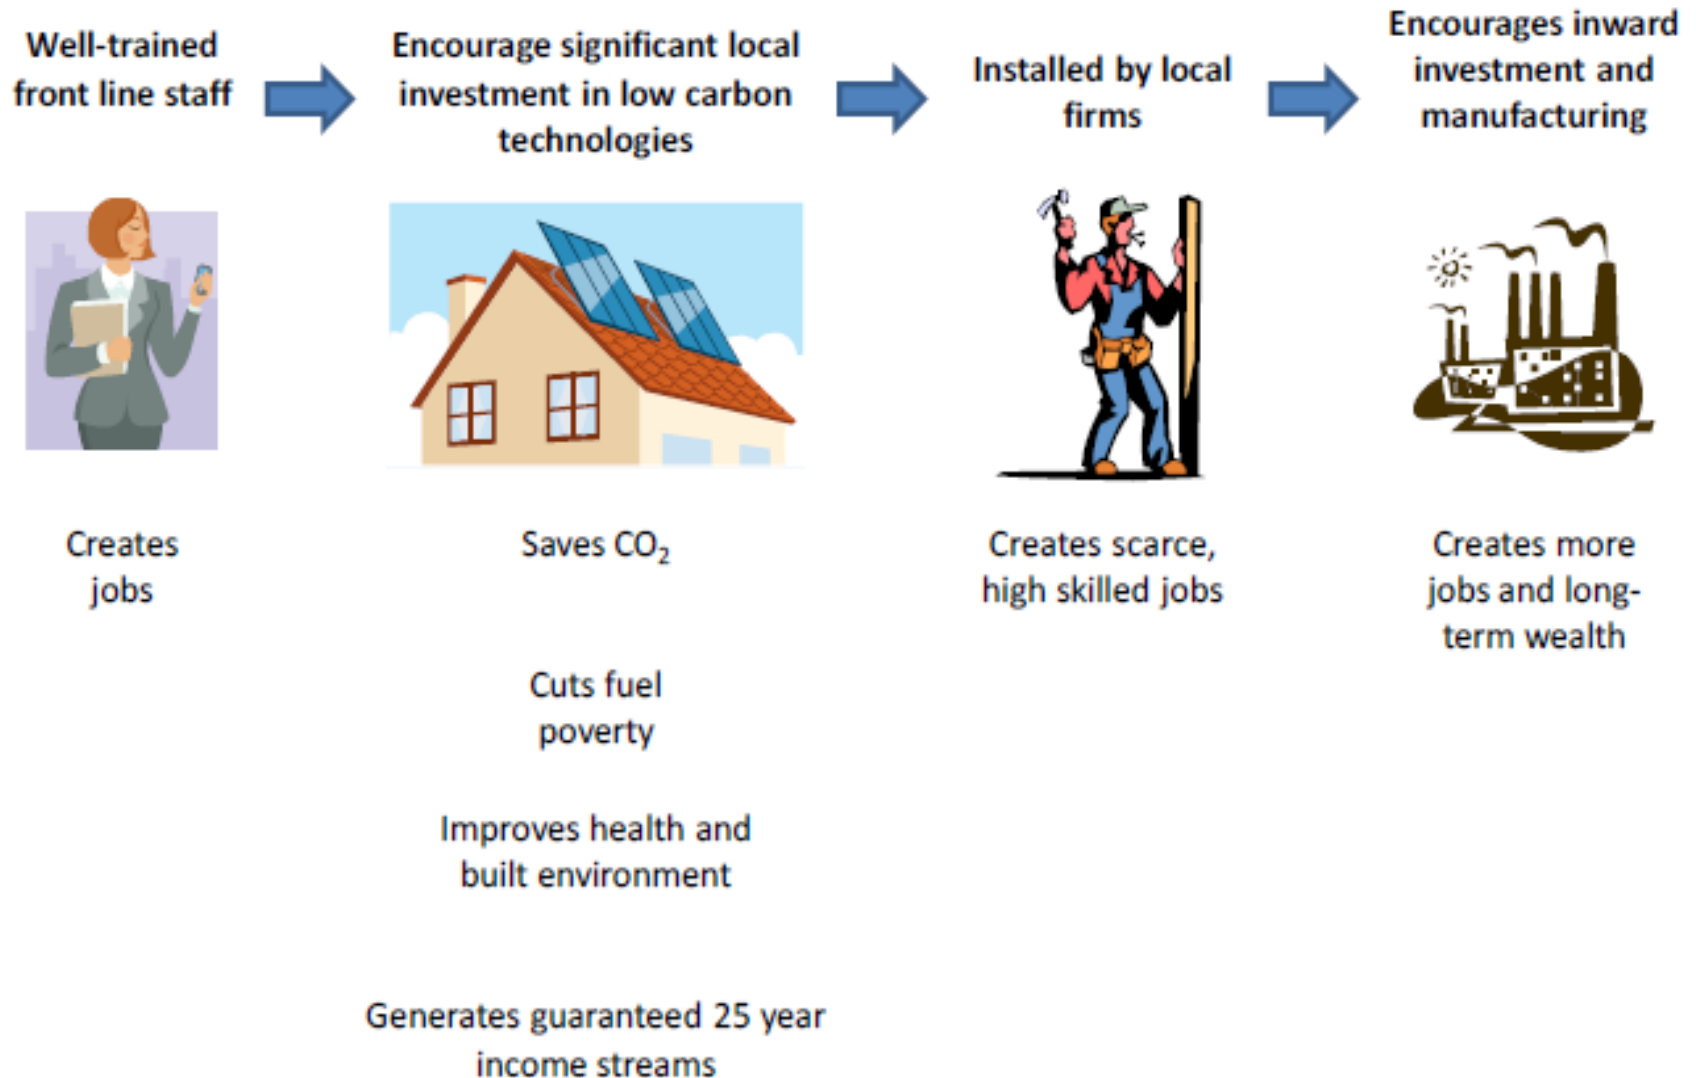 Well-trained
front line staff
Encourage significant local
investment in low carbon
technologies
Installed by local
firms
Encourages inward
investment and
manufacturing
Creates
jobs
Saves CO₂
Cuts fuel
poverty
Improves health and
built environment
Generates guaranteed 25 year
income streams
Creates scarce,
high skilled jobs
Creates more
jobs and long-
term wealth